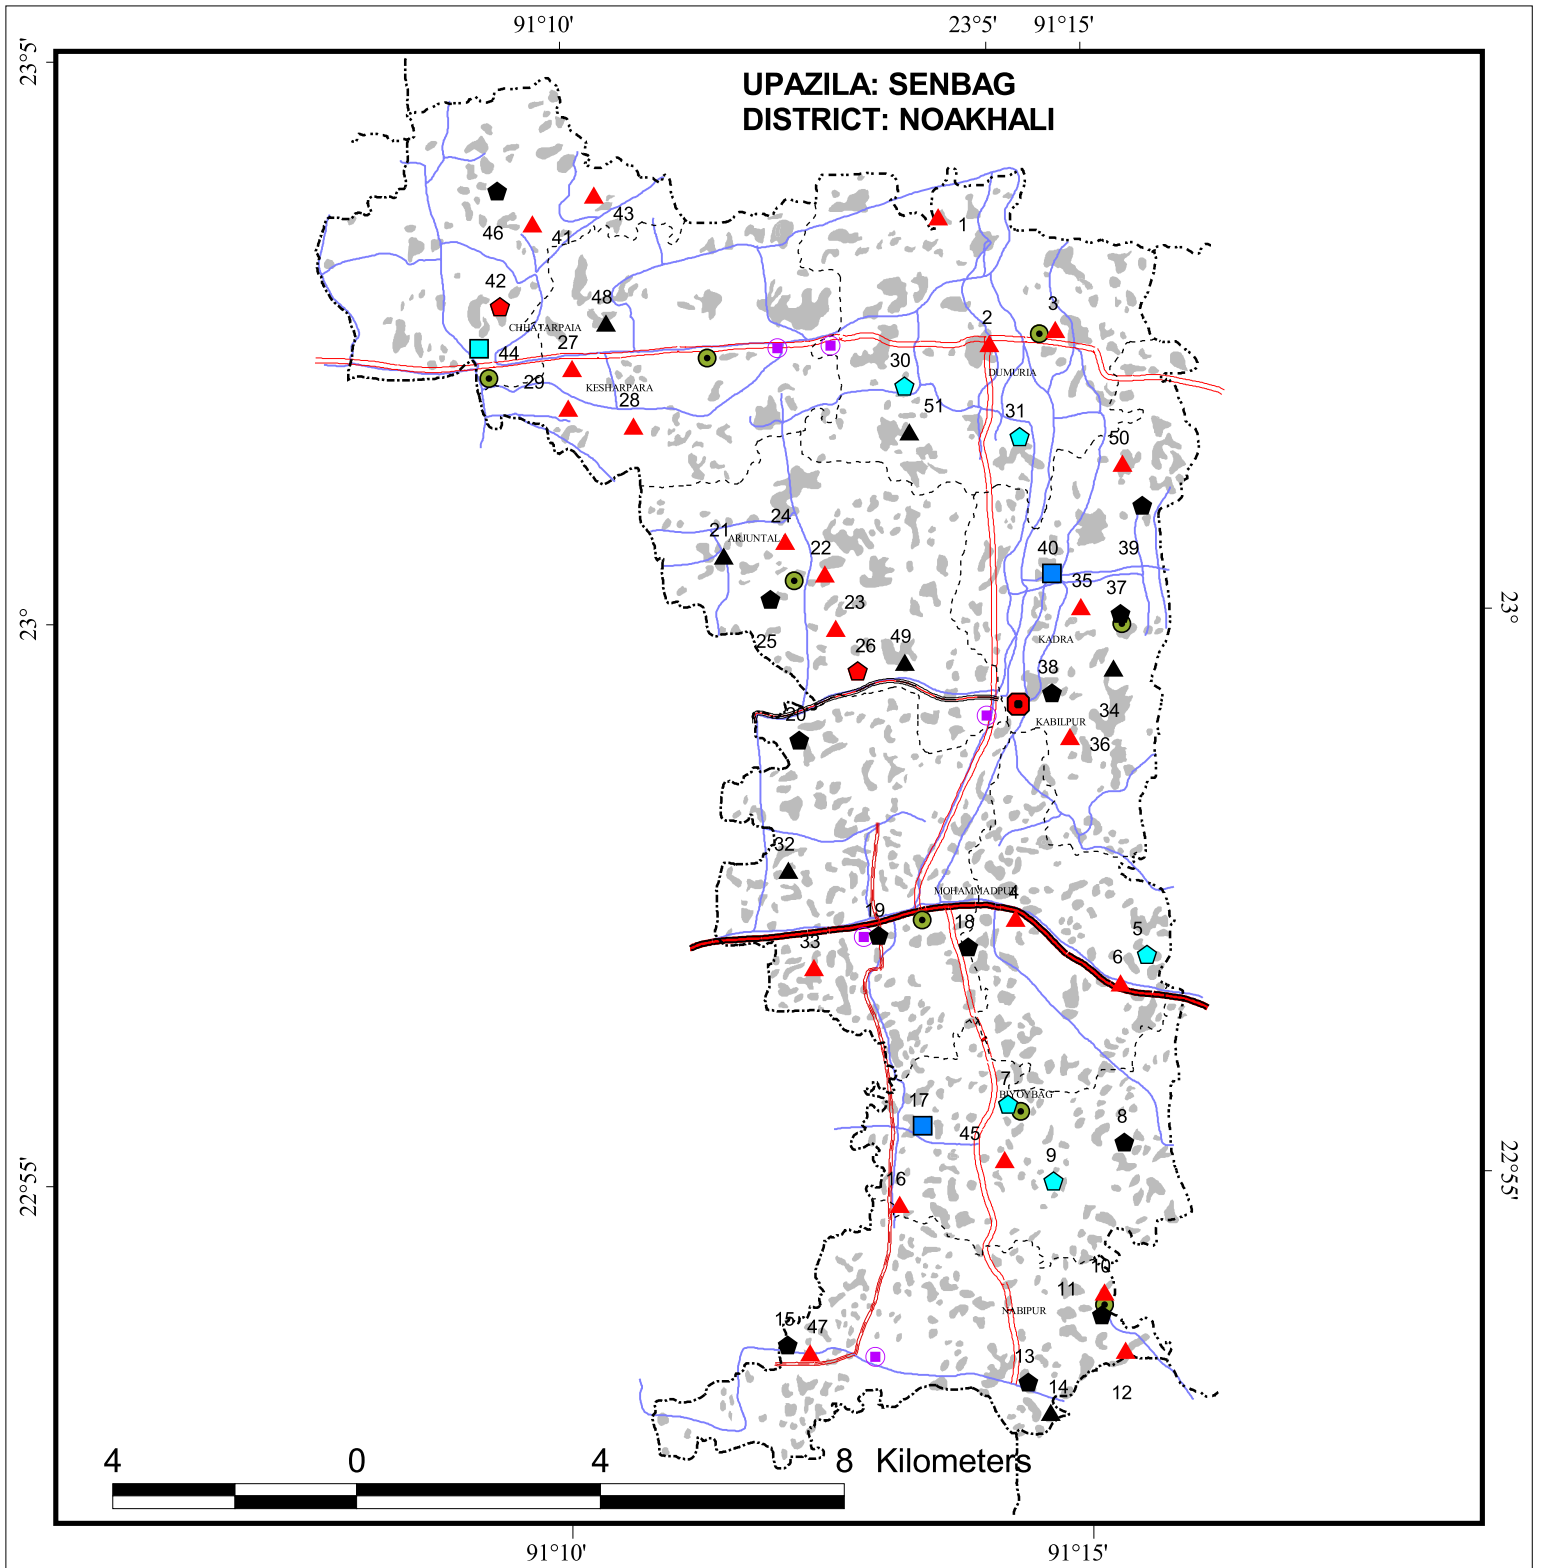 91°10' 23°5' 91°15'
23°5'
UPAZILA: SENBAG
DISTRICT: NOAKHALI
43
1
46 41
42
48 3
CHHATARPAIA 2
27
44 30
DUMURIA
29 KESHARPARA
28 51 31
50
24
21 ARJUNTAL
22 40 39
35 37
23
23° 23°
25 26 49 KADRA
38
20 34
KABILPUR
36
32
MOHAMMADPUR 4
19 18 5
33 6
7
BIYOYBAG
17 8
45
9
22°55' 22°55'
16
10
11
NABIPUR
15 47
13
14 12
4 0 4 8 Kilometers
91°10' 91°15'